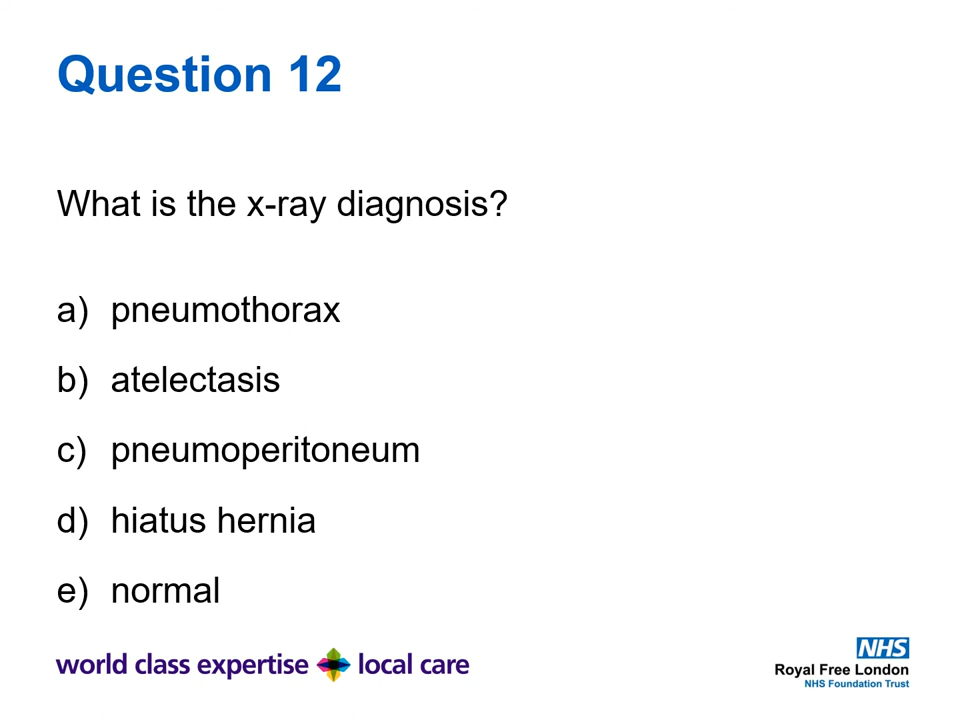 Question 12
What is the x-ray diagnosis?
a) pneumothorax
b) atelectasis
c) pneumoperitoneum
d) hiatus hernia
e) normal
world class expertise local care
NHS
Royal Free London
NHS Foundation Trust